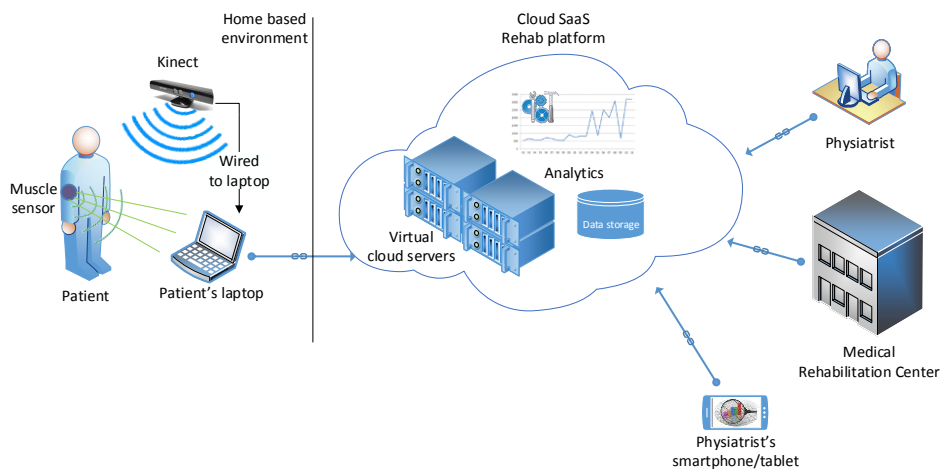 Home based
environment
Kinect
Wired
to laptop
Muscle
sensor
Patient
Patient's laptop
Cloud SaaS
Rehab platform
Analytics
Virtual
cloud servers
Data storage
Physiatrist
Medical
Rehabilitation Center
Physiatrist's
smartphone/tablet